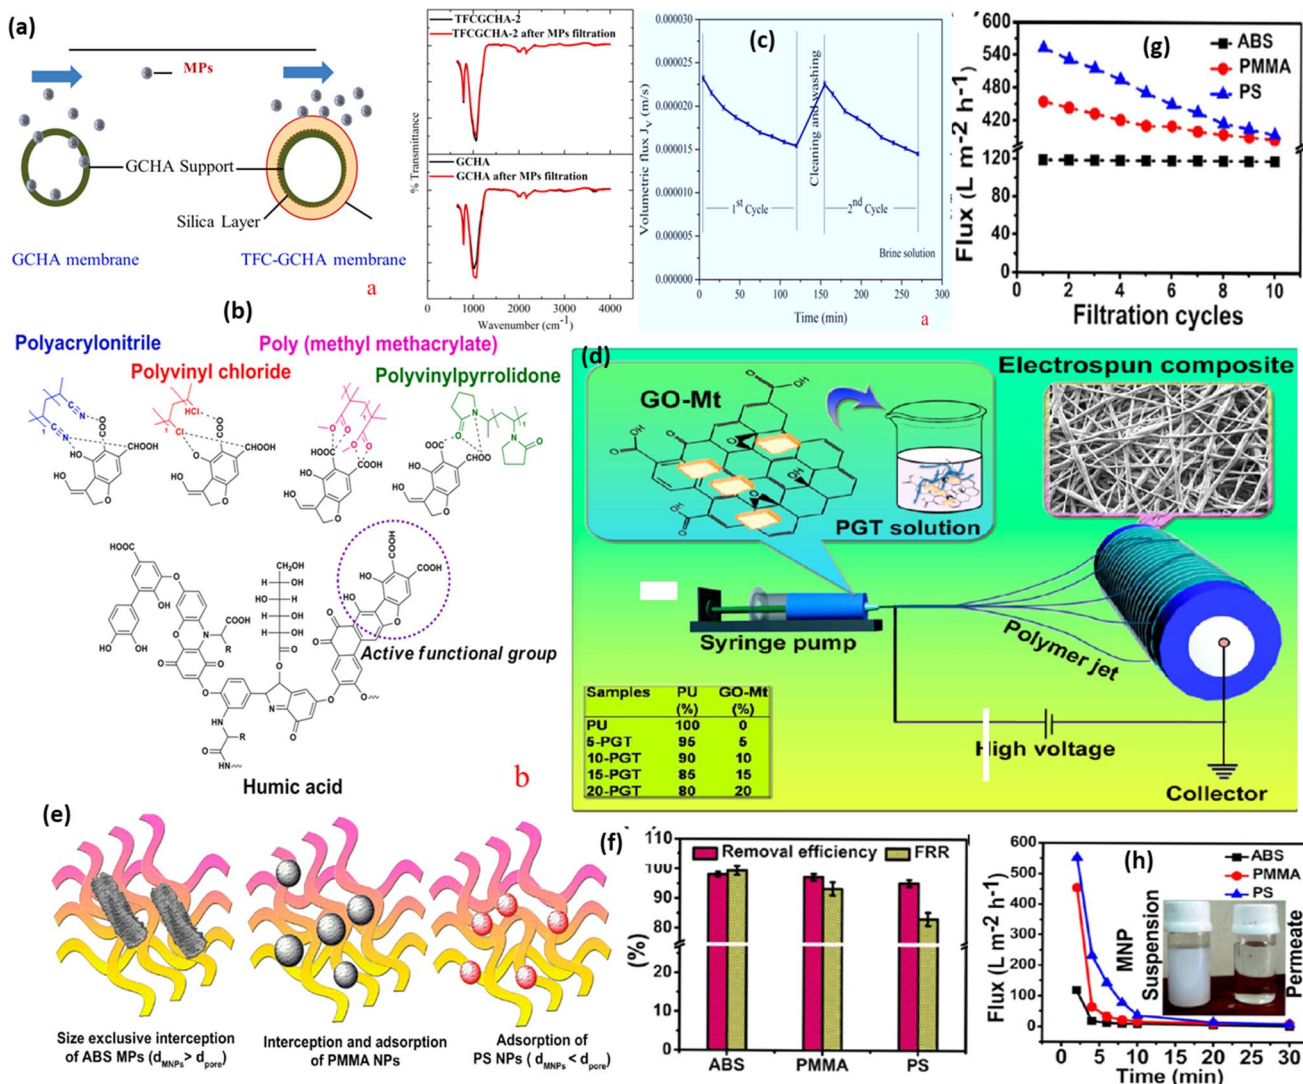 (a)
MPs
GCHA Support
Silica Layer
GCHA membrane
TFC-GCHA membrane
a
TFCGCHA-2
TFCGCHA-2 after MPs filtration
GCHA
GCHA after MPs filtration
% Transmittance
0 1000 2000 3000 4000
Wavenumber (cm-1)
(c)
0.000030
0.000025
0.000020
0.000015
0.000010
0.000005
0.000000
Volumetric flux JV (m/s)
Cleaning and washing
1st Cycle
2nd Cycle
Brine solution
0 50 100 150 200 250 300
Time (min)
a
(g)
ABS
PMMA
PS
600
540
480
420
120
80
40
0
Flux (L m-2 h-1)
0 2 4 6 8 10
Filtration cycles
(b)
Polyacrylonitrile
Poly (methyl methacrylate)
Polyvinyl chloride
Polyvinylpyrrolidone
Active functional group
Humic acid
b
(d)
Electrospun composite
GO-Mt
PGT solution
Syringe pump
Polymer jet
High voltage
Collector
Samples PU GO-Mt
(%) (%)
PU 100 0
5-PGT 95 5
10-PGT 90 10
15-PGT 85 15
20-PGT 80 20
(e)
Size exclusive interception
of ABS MPs (dMNPs> dpore)
Interception and adsorption
of PMMA NPs
Adsorption of
PS NPs ( dMNPs < dpore)
(f)
Removal efficiency
FRR
110
100
90
80
20
0
(%)
ABS PMMA PS
(h)
ABS
PMMA
PS
600
500
400
300
200
100
0
Flux (L m-2 h-1)
MNP
Suspension
Permeate
0 5 10 15 20 25 30
Time (min)